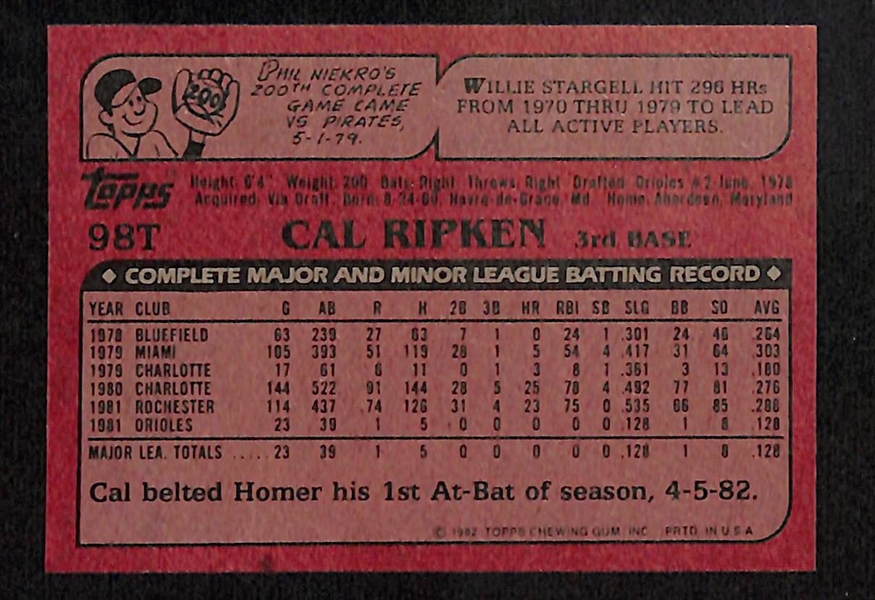 200
PHIL NIEKRO'S
200TH COMPLETE
GAME CAME
VS PIRATES,
5-1-79.
WILLIE STARGELL HIT 296 HRs
FROM 1970 THRU 1979 TO LEAD
ALL ACTIVE PLAYERS.
TOPPS
Height: 6'4" Weight: 200 Bats: Right Throws: Right Drafted: Orioles #2-June, 1978
Acquired: Via Draft Born: 8-24-60, Havre-de-Grace, Md Home: Aberdeen, Maryland
98T CAL RIPKEN 3rd BASE
◆ COMPLETE MAJOR AND MINOR LEAGUE BATTING RECORD ◆
YEAR CLUB G AB R H 2B 3B HR RBI SB SLG BB SO AVG
1978 BLUEFIELD 63 239 27 63 7 1 0 24 1 .301 24 46 .264
1979 MIAMI 105 393 51 119 28 1 5 54 4 .417 31 64 .303
1979 CHARLOTTE 17 61 6 11 0 1 3 8 1 .361 3 13 .180
1980 CHARLOTTE 144 522 91 144 28 5 25 78 4 .492 77 81 .276
1981 ROCHESTER 114 437 .74 126 31 4 23 75 0 .535 66 85 .288
1981 ORIOLES 23 39 1 5 0 0 0 0 0 .128 1 8 .128
MAJOR LEA. TOTALS ..... 23 39 1 5 0 0 0 0 0 .128 1 8 .128
Cal belted Homer his 1st At-Bat of season, 4-5-82.
© 1982 TOPPS CHEWING GUM, INC. PRTD. IN U.S.A.